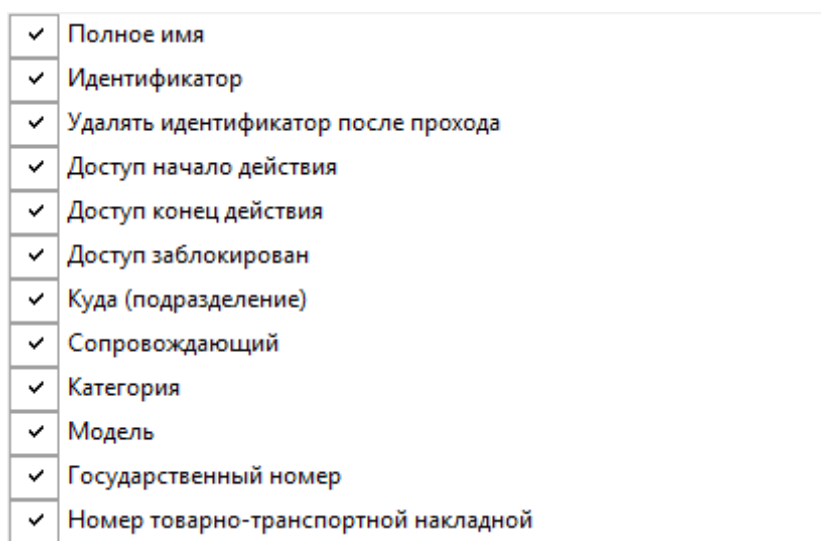 Полное имя
Идентификатор
Удалять идентификатор после прохода
Доступ начало действия
Доступ конец действия
Доступ заблокирован
Куда (подразделение)
Сопровождающий
Категория
Модель
Государственный номер
Номер товарно-транспортной накладной